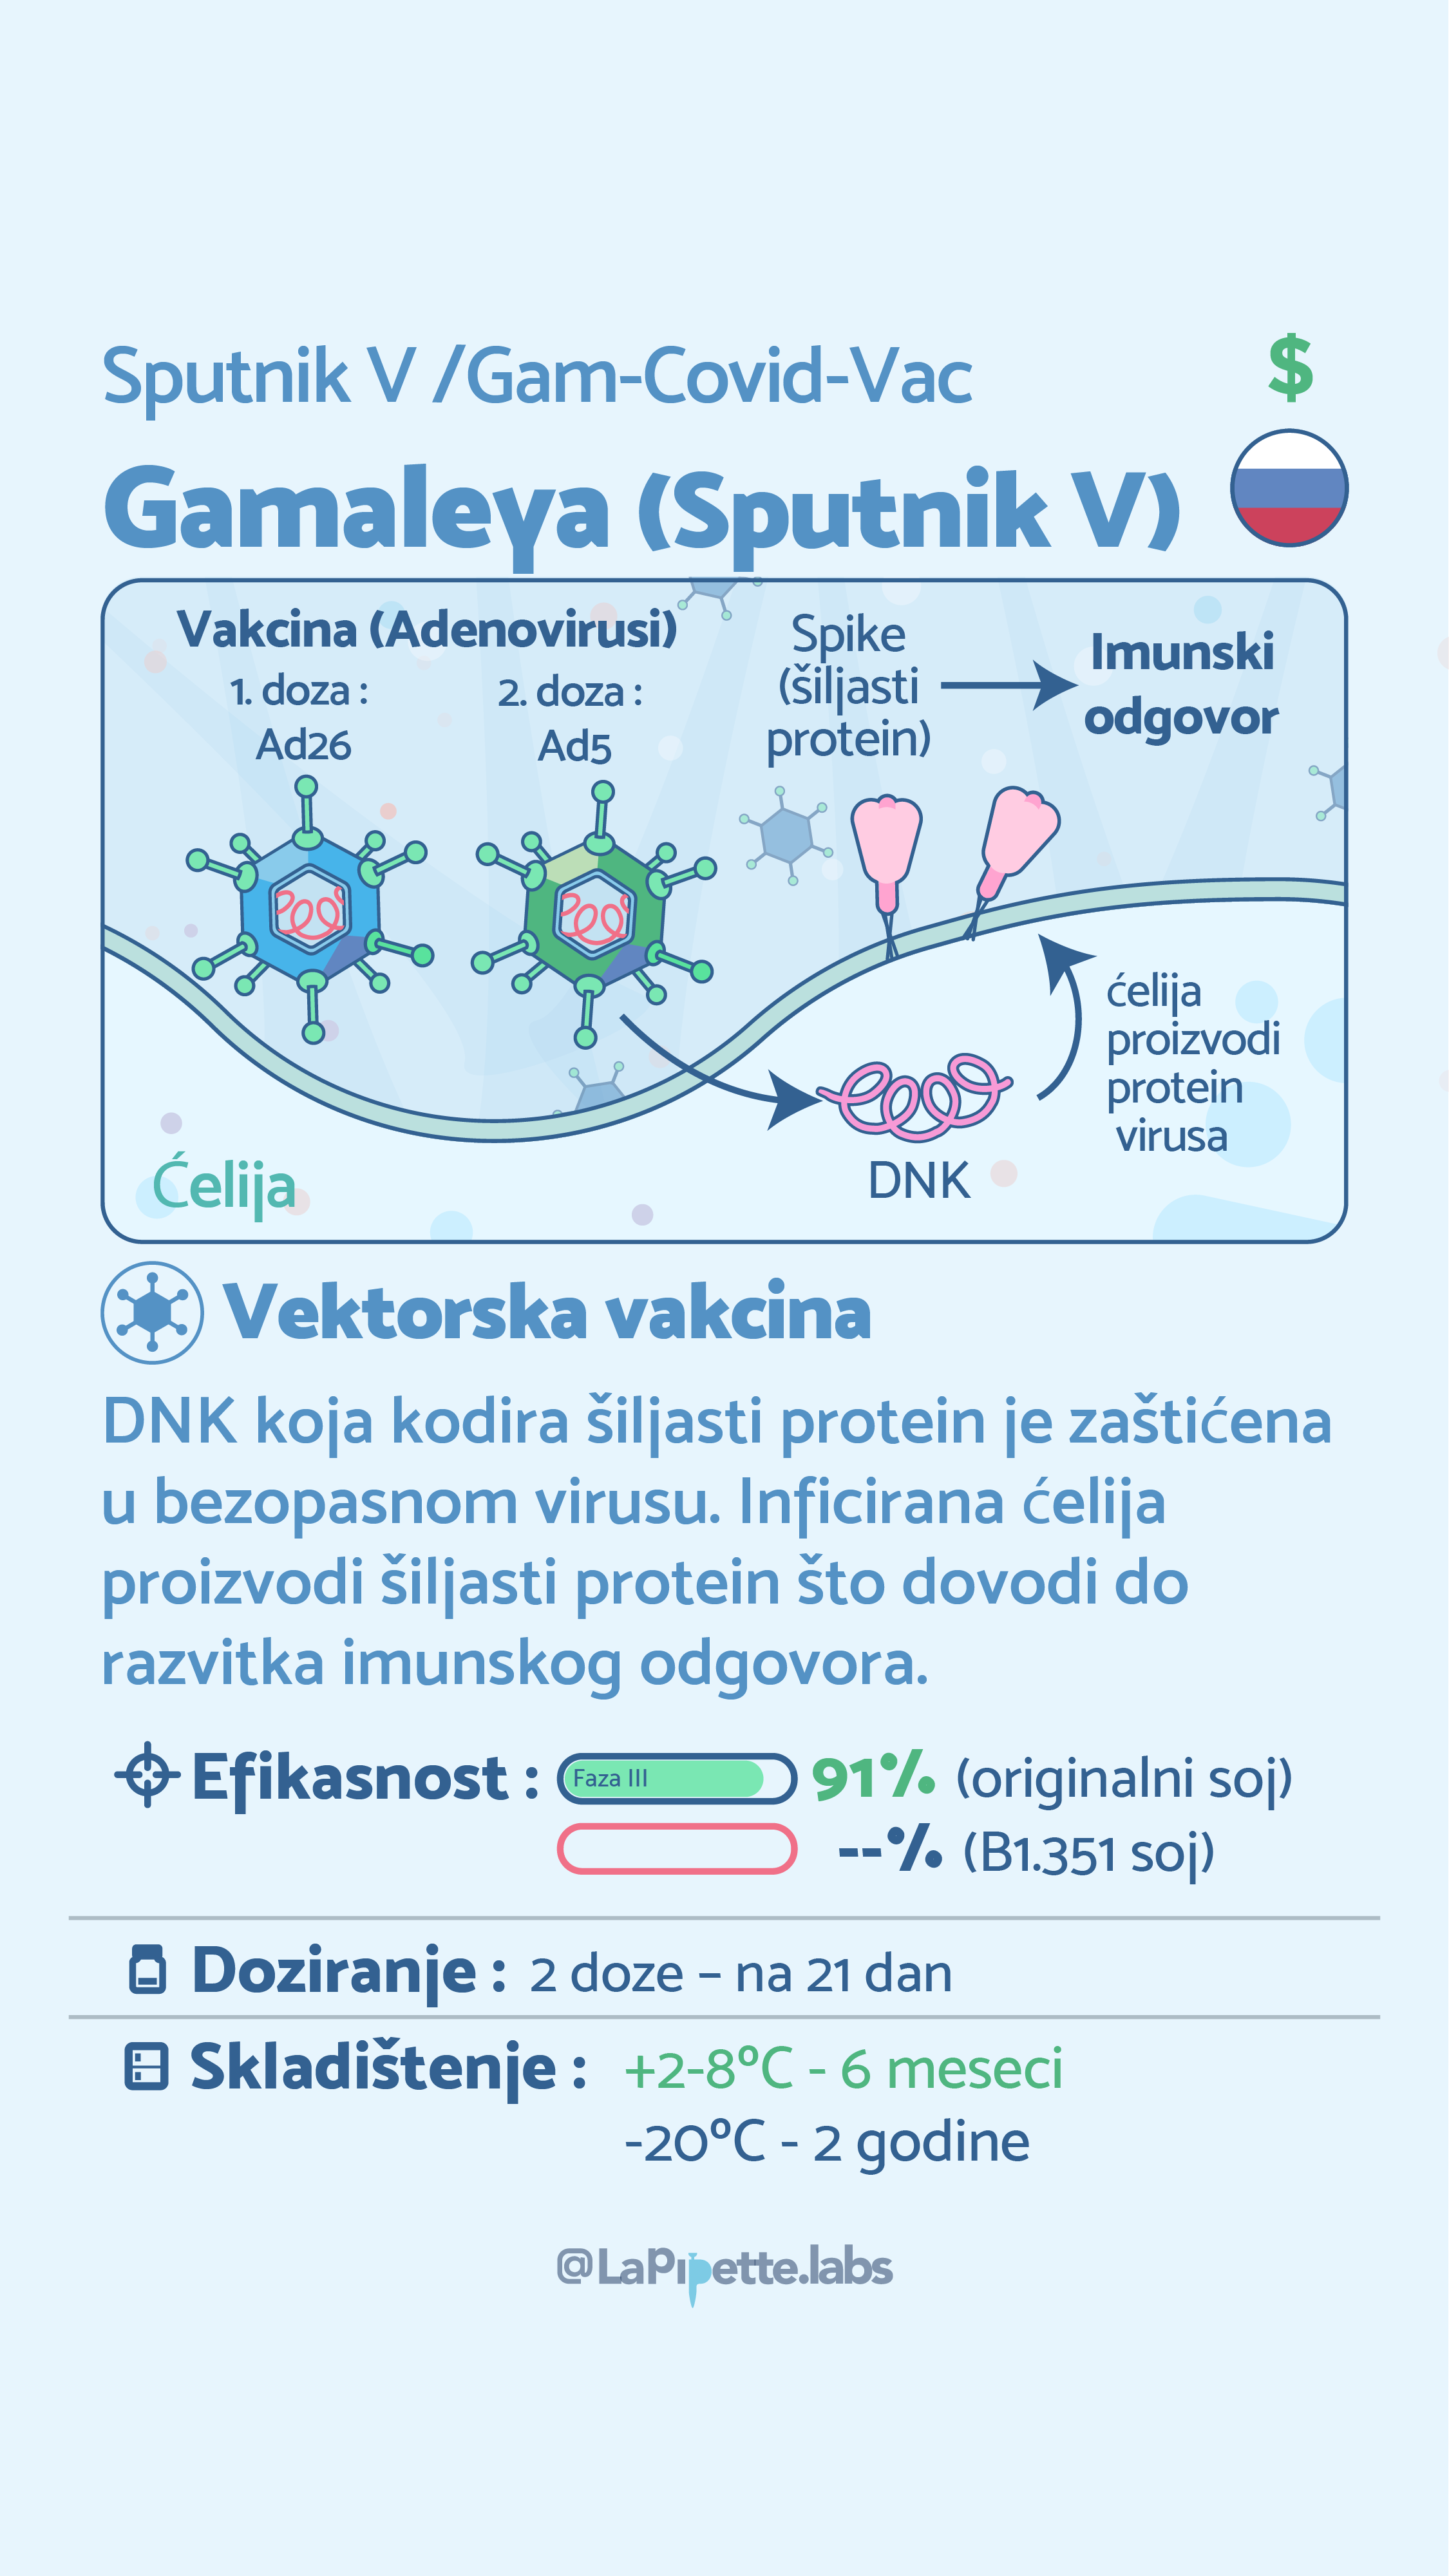 Sputnik V /Gam-Covid-Vac
$
Gamaleya (Sputnik V)
Vakcina (Adenovirusi)
1. doza :
Ad26
2. doza :
Ad5
Spike
(šiljasti
protein)
Imunski
odgovor
ćelija
proizvodi
protein
virusa
DNK
Ćelija
Vektorska vakcina
DNK koja kodira šiljasti protein je zaštićena
u bezopasnom virusu. Inficirana ćelija
proizvodi šiljasti protein što dovodi do
razvitka imunskog odgovora.
Efikasnost : Faza III 91% (originalni soj)
--% (B1.351 soj)
Doziranje : 2 doze – na 21 dan
Skladištenje : +2-8°C - 6 meseci
-20°C - 2 godine
@LaPipette.labs